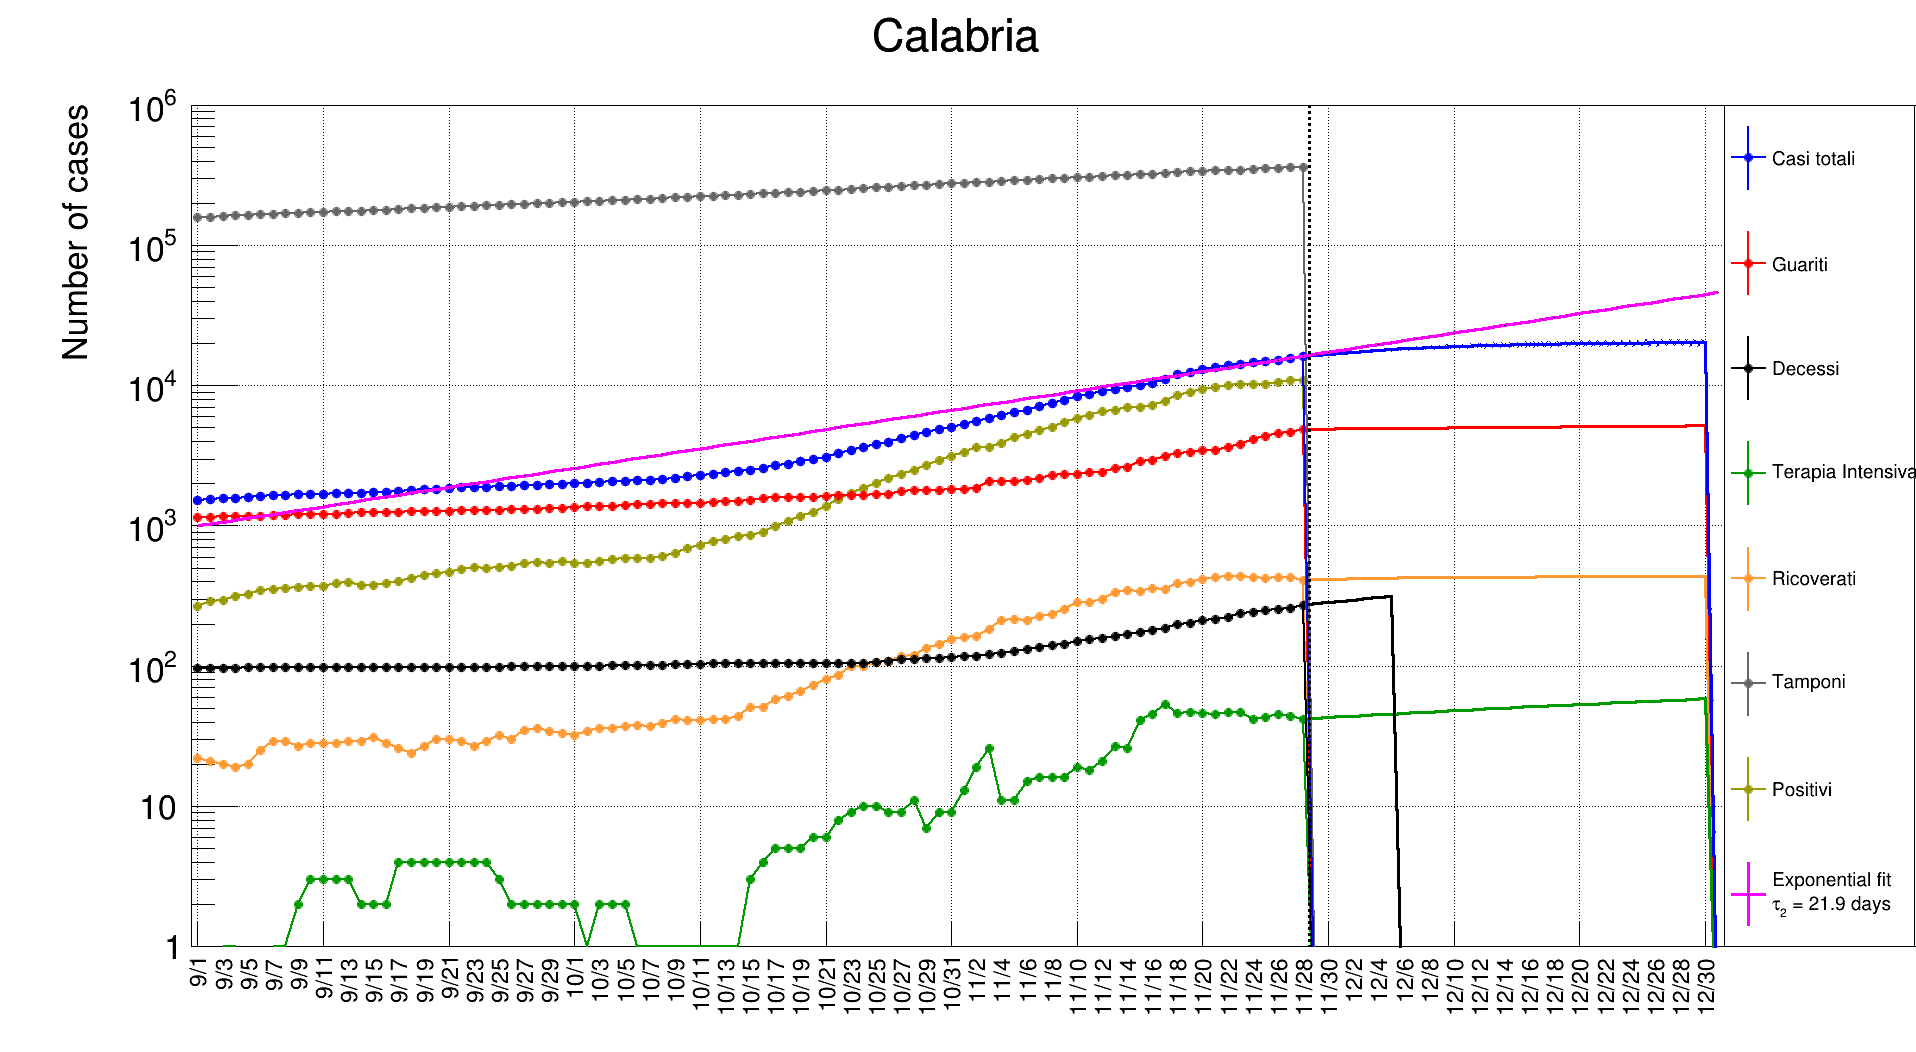 Calabria
Number of cases
10^6
10^5
10^4
10^3
10^2
10
1
9/1 9/3 9/5 9/7 9/9 9/11 9/13 9/15 9/17 9/19 9/21 9/23 9/25 9/27 9/29 10/1 10/3 10/5 10/7 10/9 10/11 10/13 10/15 10/17 10/19 10/21 10/23 10/25 10/27 10/29 10/31 11/2 11/4 11/6 11/8 11/10 11/12 11/14 11/16 11/18 11/20 11/22 11/24 11/26 11/28 11/30 12/2 12/4 12/6 12/8 12/10 12/12 12/14 12/16 12/18 12/20 12/22 12/24 12/26 12/28 12/30
Casi totali
Guariti
Decessi
Terapia Intensiva
Ricoverati
Tamponi
Positivi
Exponential fit
τ₂ = 21.9 days